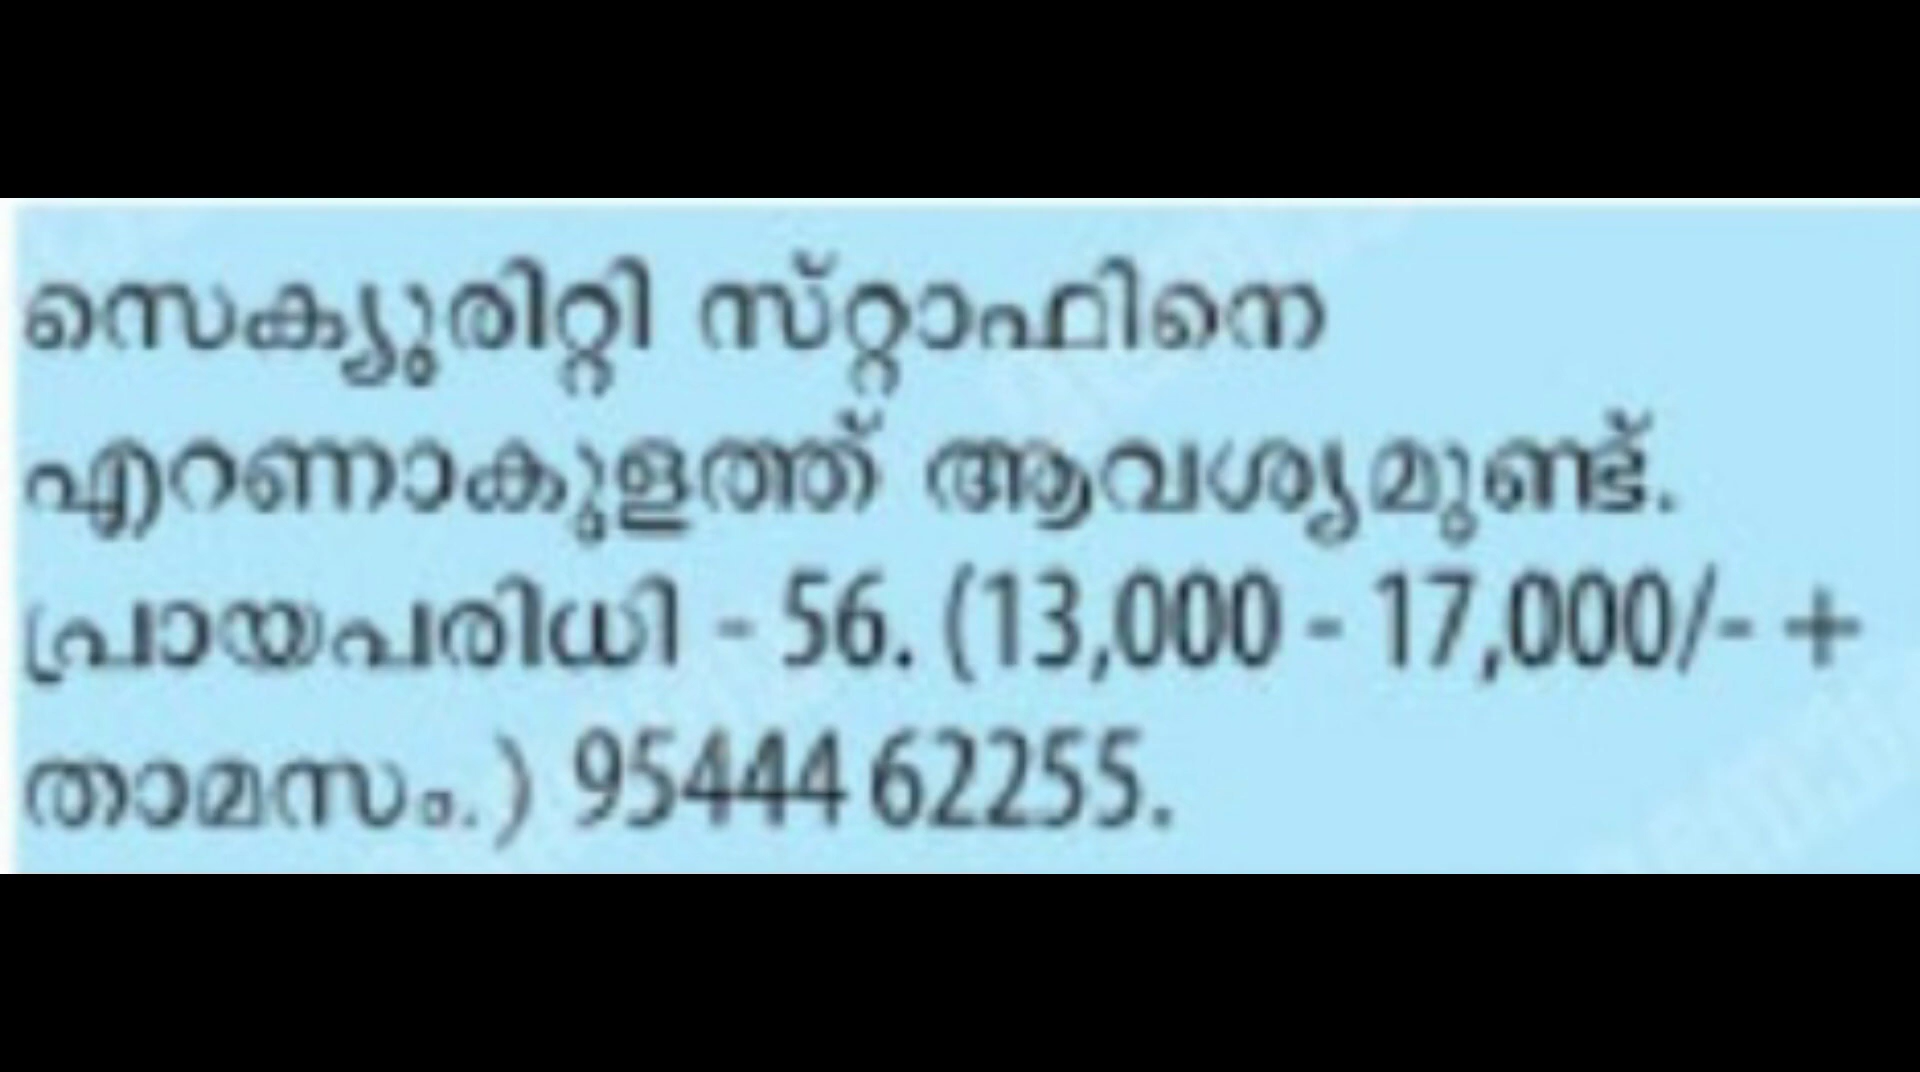 സെക്യുരിറ്റി സ്റ്റാഫിനെ
എറണാകുളത്ത് ആവശ്യമുണ്ട്.
പ്രായപരിധി - 56. (13,000 - 17,000/- +
താമസം.) 95444 62255.